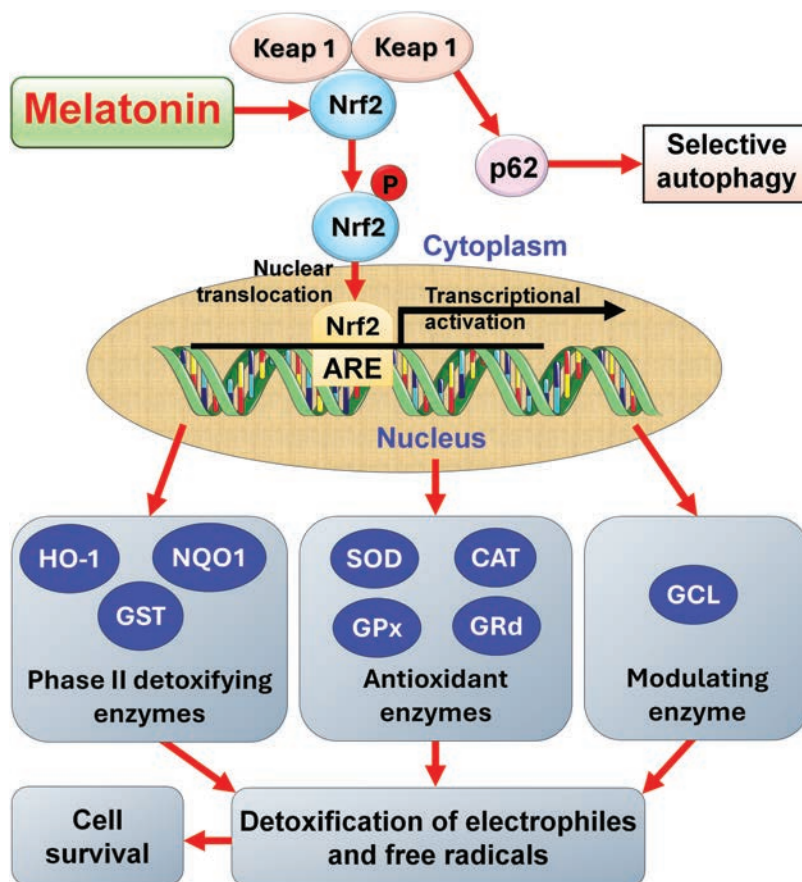 Keap 1
Keap 1
Melatonin
Nrf2
p62
Selective
autophagy
P
Nrf2
Cytoplasm
Nuclear
translocation
Transcriptional
activation
Nrf2
ARE
Nucleus
HO-1
NQO1
GST
Phase II detoxifying
enzymes
SOD
CAT
GPx
GRd
Antioxidant
enzymes
GCL
Modulating
enzyme
Cell
survival
Detoxification of electrophiles
and free radicals